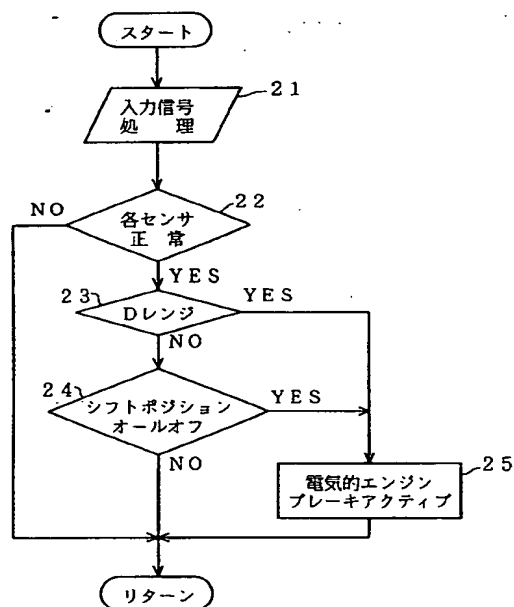 スタート
入力信号
処　理
21
各センサ
正　常
22
NO
YES
23
Dレンジ
YES
NO
24
シフトポジション
オールオフ
YES
NO
電気的エンジン
ブレーキアクティブ
25
リターン